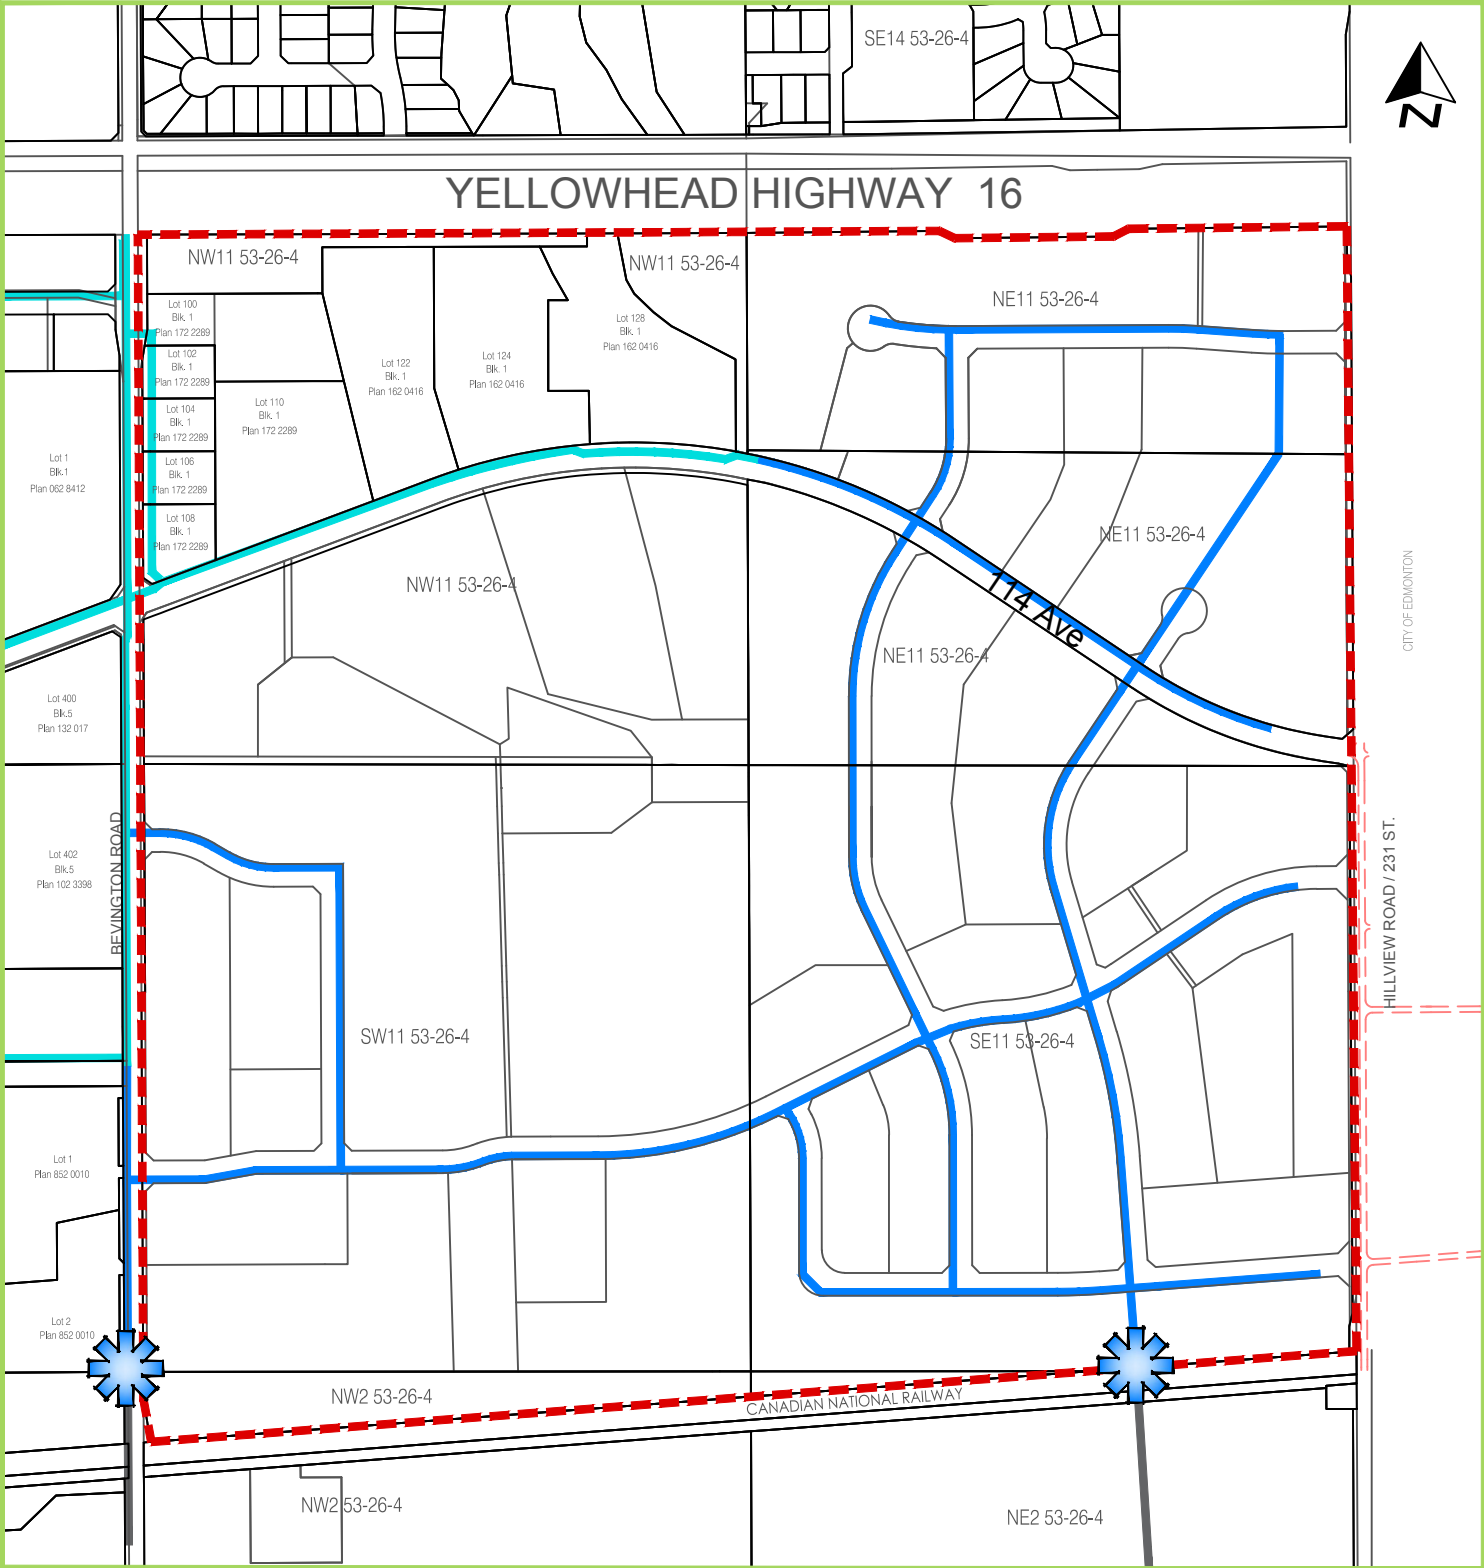 SE14 53-26-4
N
YELLOWHEAD HIGHWAY 16
NW11 53-26-4
NW11 53-26-4
NE11 53-26-4
Lot 100
Blk. 1
Plan 172 2289
Lot 128
Blk. 1
Plan 162 0416
Lot 102
Blk. 1
Plan 172 2289
Lot 122
Blk. 1
Plan 162 0416
Lot 124
Blk. 1
Plan 162 0416
Lot 104
Blk. 1
Plan 172 2289
Lot 110
Blk. 1
Plan 172 2289
Lot 1
Blk.1
Plan 062 8412
Lot 106
Blk. 1
Plan 172 2289
Lot 108
Blk. 1
Plan 172 2289
NE11 53-26-4
NW11 53-26-4
114 Ave
CITY OF EDMONTON
NE11 53-26-4
Lot 400
Blk.5
Plan 132 017
BEVINGTON ROAD
Lot 402
Blk.5
Plan 102 3398
HILLVIEW ROAD / 231 ST.
SW11 53-26-4
SE11 53-26-4
Lot 1
Plan 852 0010
Lot 2
Plan 852 0010
NW2 53-26-4
CANADIAN NATIONAL RAILWAY
NW2 53-26-4
NE2 53-26-4